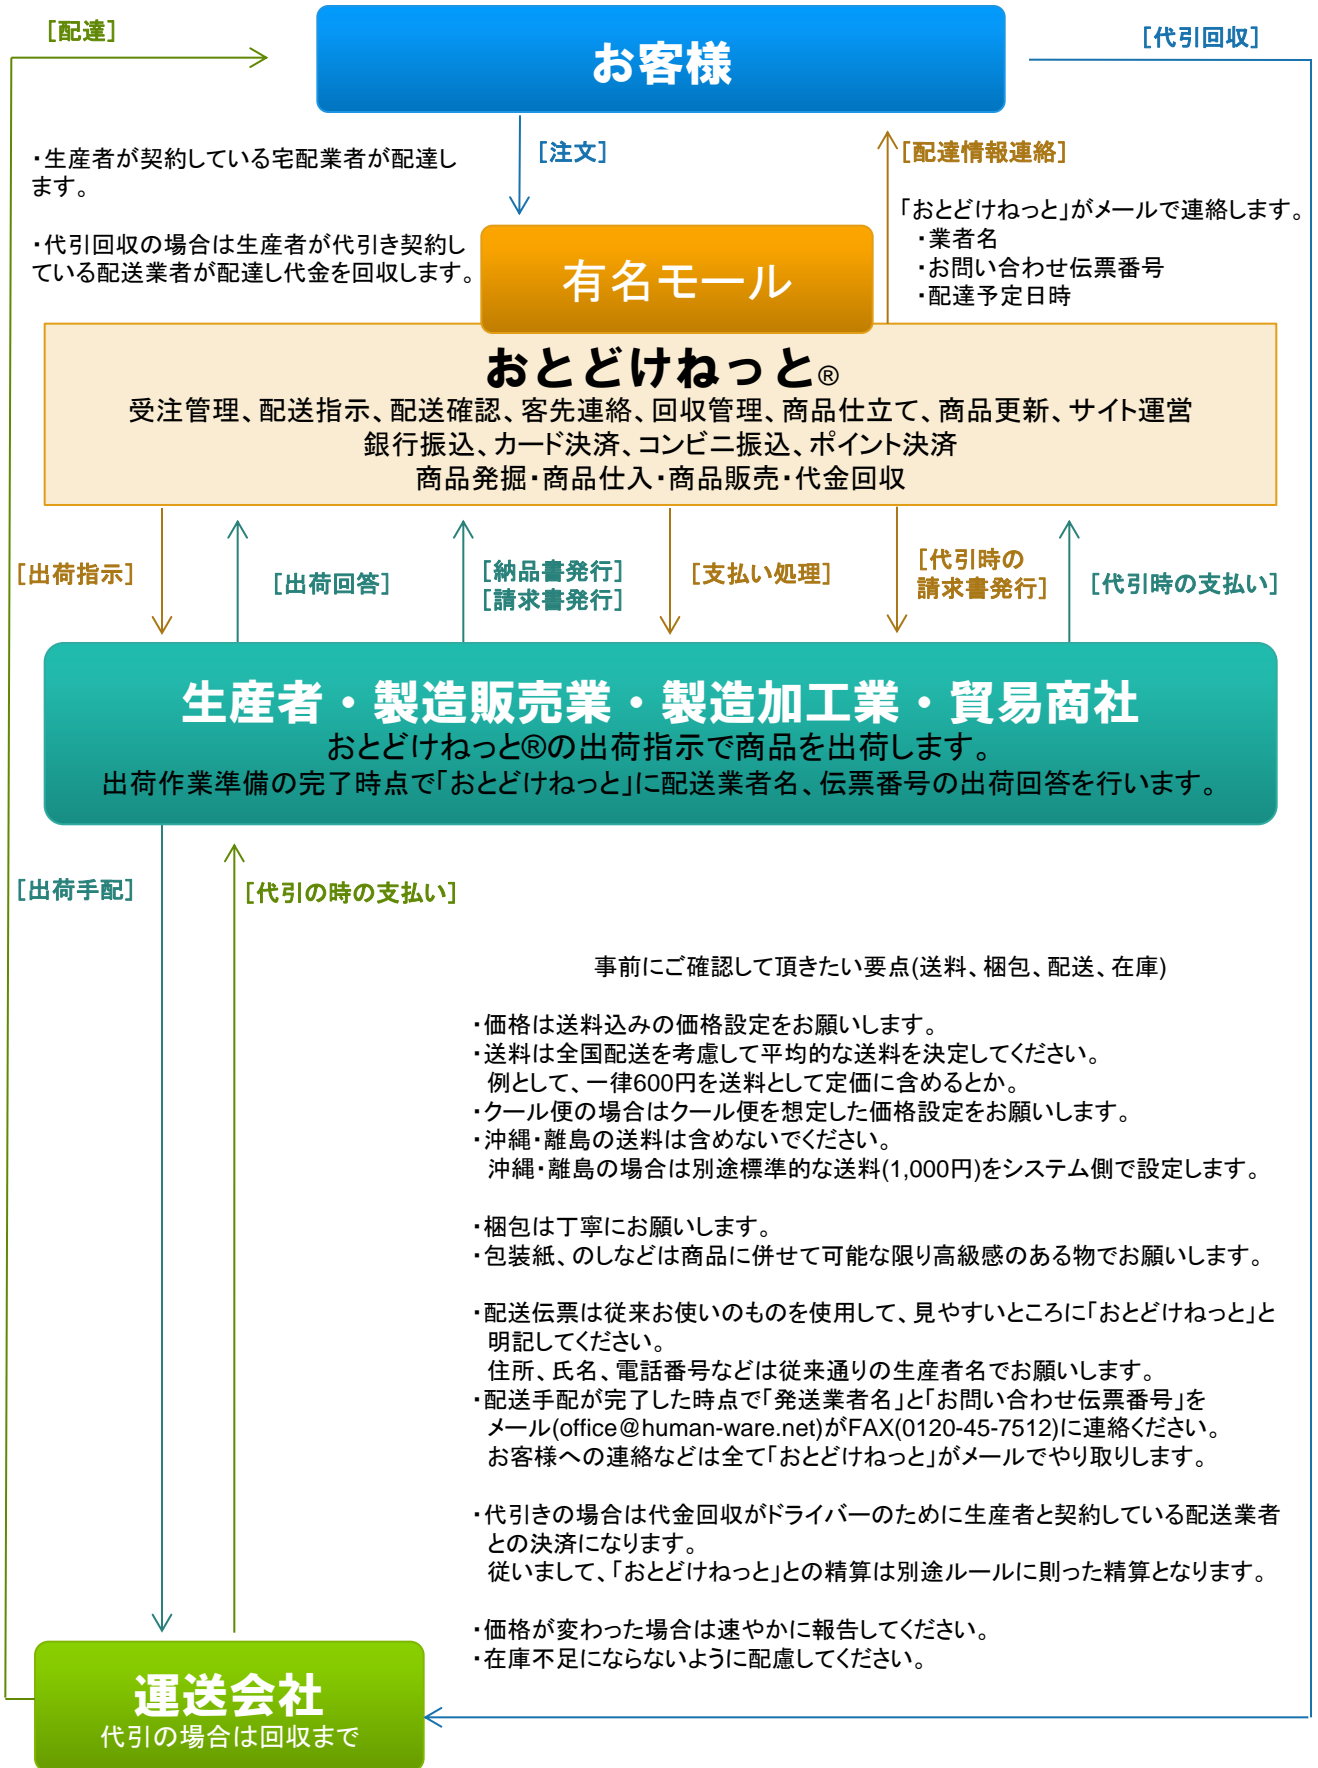 [配達]
お客様
[代引回収]
・生産者が契約している宅配業者が配達し
ます。
・代引回収の場合は生産者が代引き契約し
ている配送業者が配達し代金を回収します。
[注文]
[配達情報連絡]
「おとどけねっと」がメールで連絡します。
・業者名
・お問い合わせ伝票番号
・配達予定日時
有名モール
おとどけねっと®
受注管理、配送指示、配送確認、客先連絡、回収管理、商品仕立て、商品更新、サイト運営
銀行振込、カード決済、コンビニ振込、ポイント決済
商品発掘・商品仕入・商品販売・代金回収
[出荷指示]
[出荷回答]
[納品書発行]
[請求書発行]
[支払い処理]
[代引時の
請求書発行]
[代引時の支払い]
生産者・製造販売業・製造加工業・貿易商社
おとどけねっと®の出荷指示で商品を出荷します。
出荷作業準備の完了時点で「おとどけねっと」に配送業者名、伝票番号の出荷回答を行います。
[出荷手配]
[代引の時の支払い]
事前にご確認して頂きたい要点(送料、梱包、配送、在庫)
・価格は送料込みの価格設定をお願いします。
・送料は全国配送を考慮して平均的な送料を決定してください。
例として、一律600円を送料として定価に含めるとか。
・クール便の場合はクール便を想定した価格設定をお願いします。
・沖縄・離島の送料は含めないでください。
沖縄・離島の場合は別途標準的な送料(1,000円)をシステム側で設定します。
・梱包は丁寧にお願いします。
・包装紙、のしなどは商品に併せて可能な限り高級感のある物でお願いします。
・配送伝票は従来お使いのものを使用して、見やすいところに「おとどけねっと」と
明記してください。
住所、氏名、電話番号などは従来通りの生産者名でお願いします。
・配送手配が完了した時点で「発送業者名」と「お問い合わせ伝票番号」を
メール(office@human-ware.net)がFAX(0120-45-7512)に連絡ください。
お客様への連絡などは全て「おとどけねっと」がメールでやり取りします。
・代引きの場合は代金回収がドライバーのために生産者と契約している配送業者
との決済になります。
従いまして、「おとどけねっと」との精算は別途ルールに則った精算となります。
・価格が変わった場合は速やかに報告してください。
・在庫不足にならないように配慮してください。
運送会社
代引の場合は回収まで